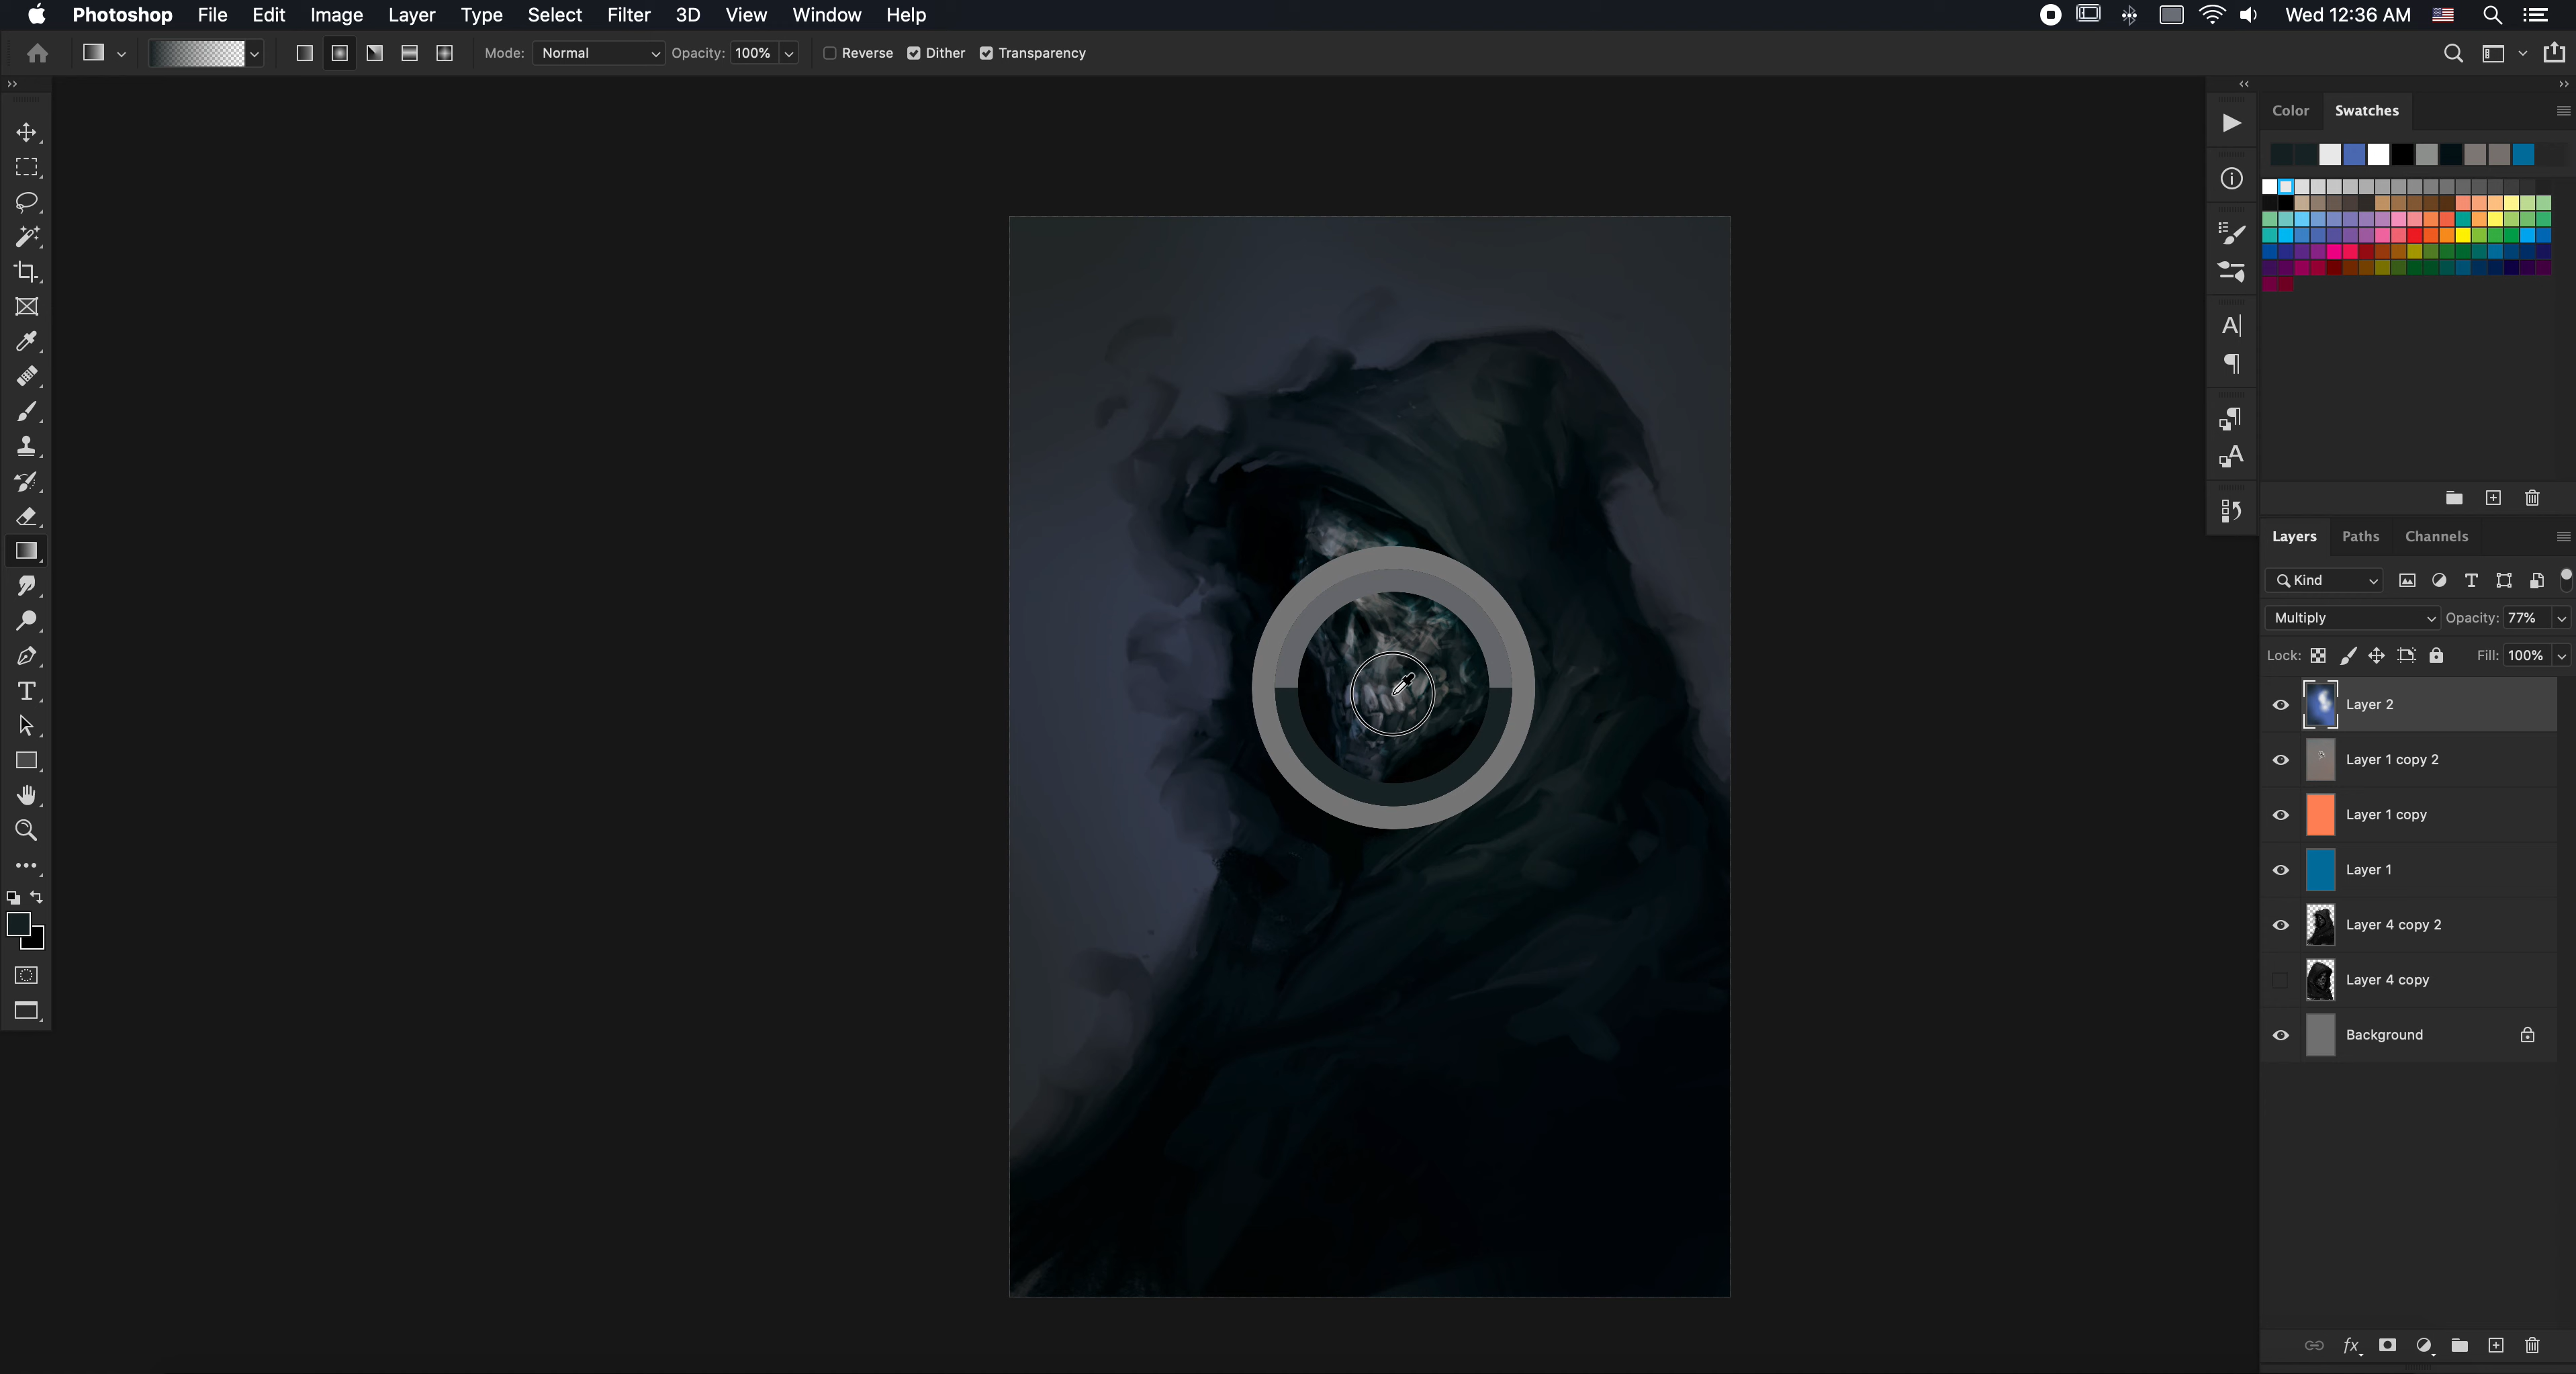 Photoshop File Edit Image Layer Type Select Filter 3D View Window Help Wed 12:36 AM
Mode: Normal Opacity: 100% Reverse Dither Transparency
Color Swatches
Layers Paths Channels
Kind
Multiply Opacity: 77%
Lock: Fill: 100%
Layer 2
Layer 1 copy 2
Layer 1 copy
Layer 1
Layer 4 copy 2
Layer 4 copy
Background
fx